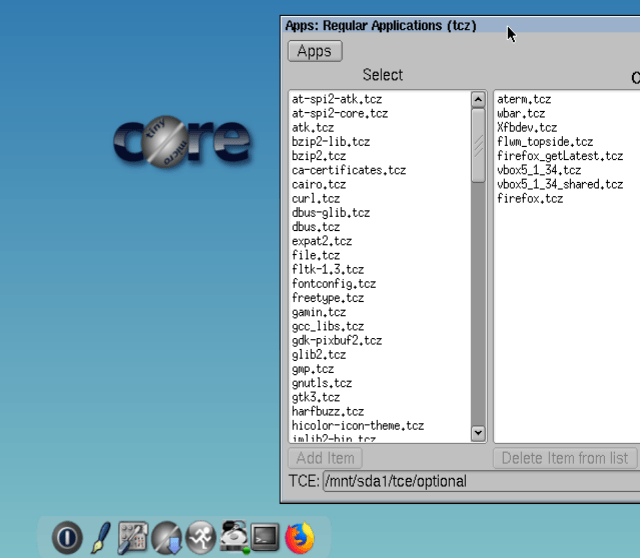 Apps: Regular Applications (tcz)
Apps
Select
at-spi2-atk.tcz
at-spi2-core.tcz
atk.tcz
bzip2-lib.tcz
bzip2.tcz
ca-certificates.tcz
cairo.tcz
curl.tcz
dbus-glib.tcz
dbus.tcz
expat2.tcz
file.tcz
fltk-1.3.tcz
fontconfig.tcz
freetype.tcz
gamin.tcz
gcc_libs.tcz
gdk-pixbuf2.tcz
glib2.tcz
gmp.tcz
gnutls.tcz
gtk3.tcz
harfbuzz.tcz
hicolor-icon-theme.tcz
imlib2-bin.tcz
aterm.tcz
wbar.tcz
Xfbdev.tcz
flwm_topside.tcz
firefox_getLatest.tcz
vbox5_1_34.tcz
vbox5_1_34_shared.tcz
firefox.tcz
Add Item
Delete Item from list
TCE: /mnt/sda1/tce/optional
core
tiny
micro